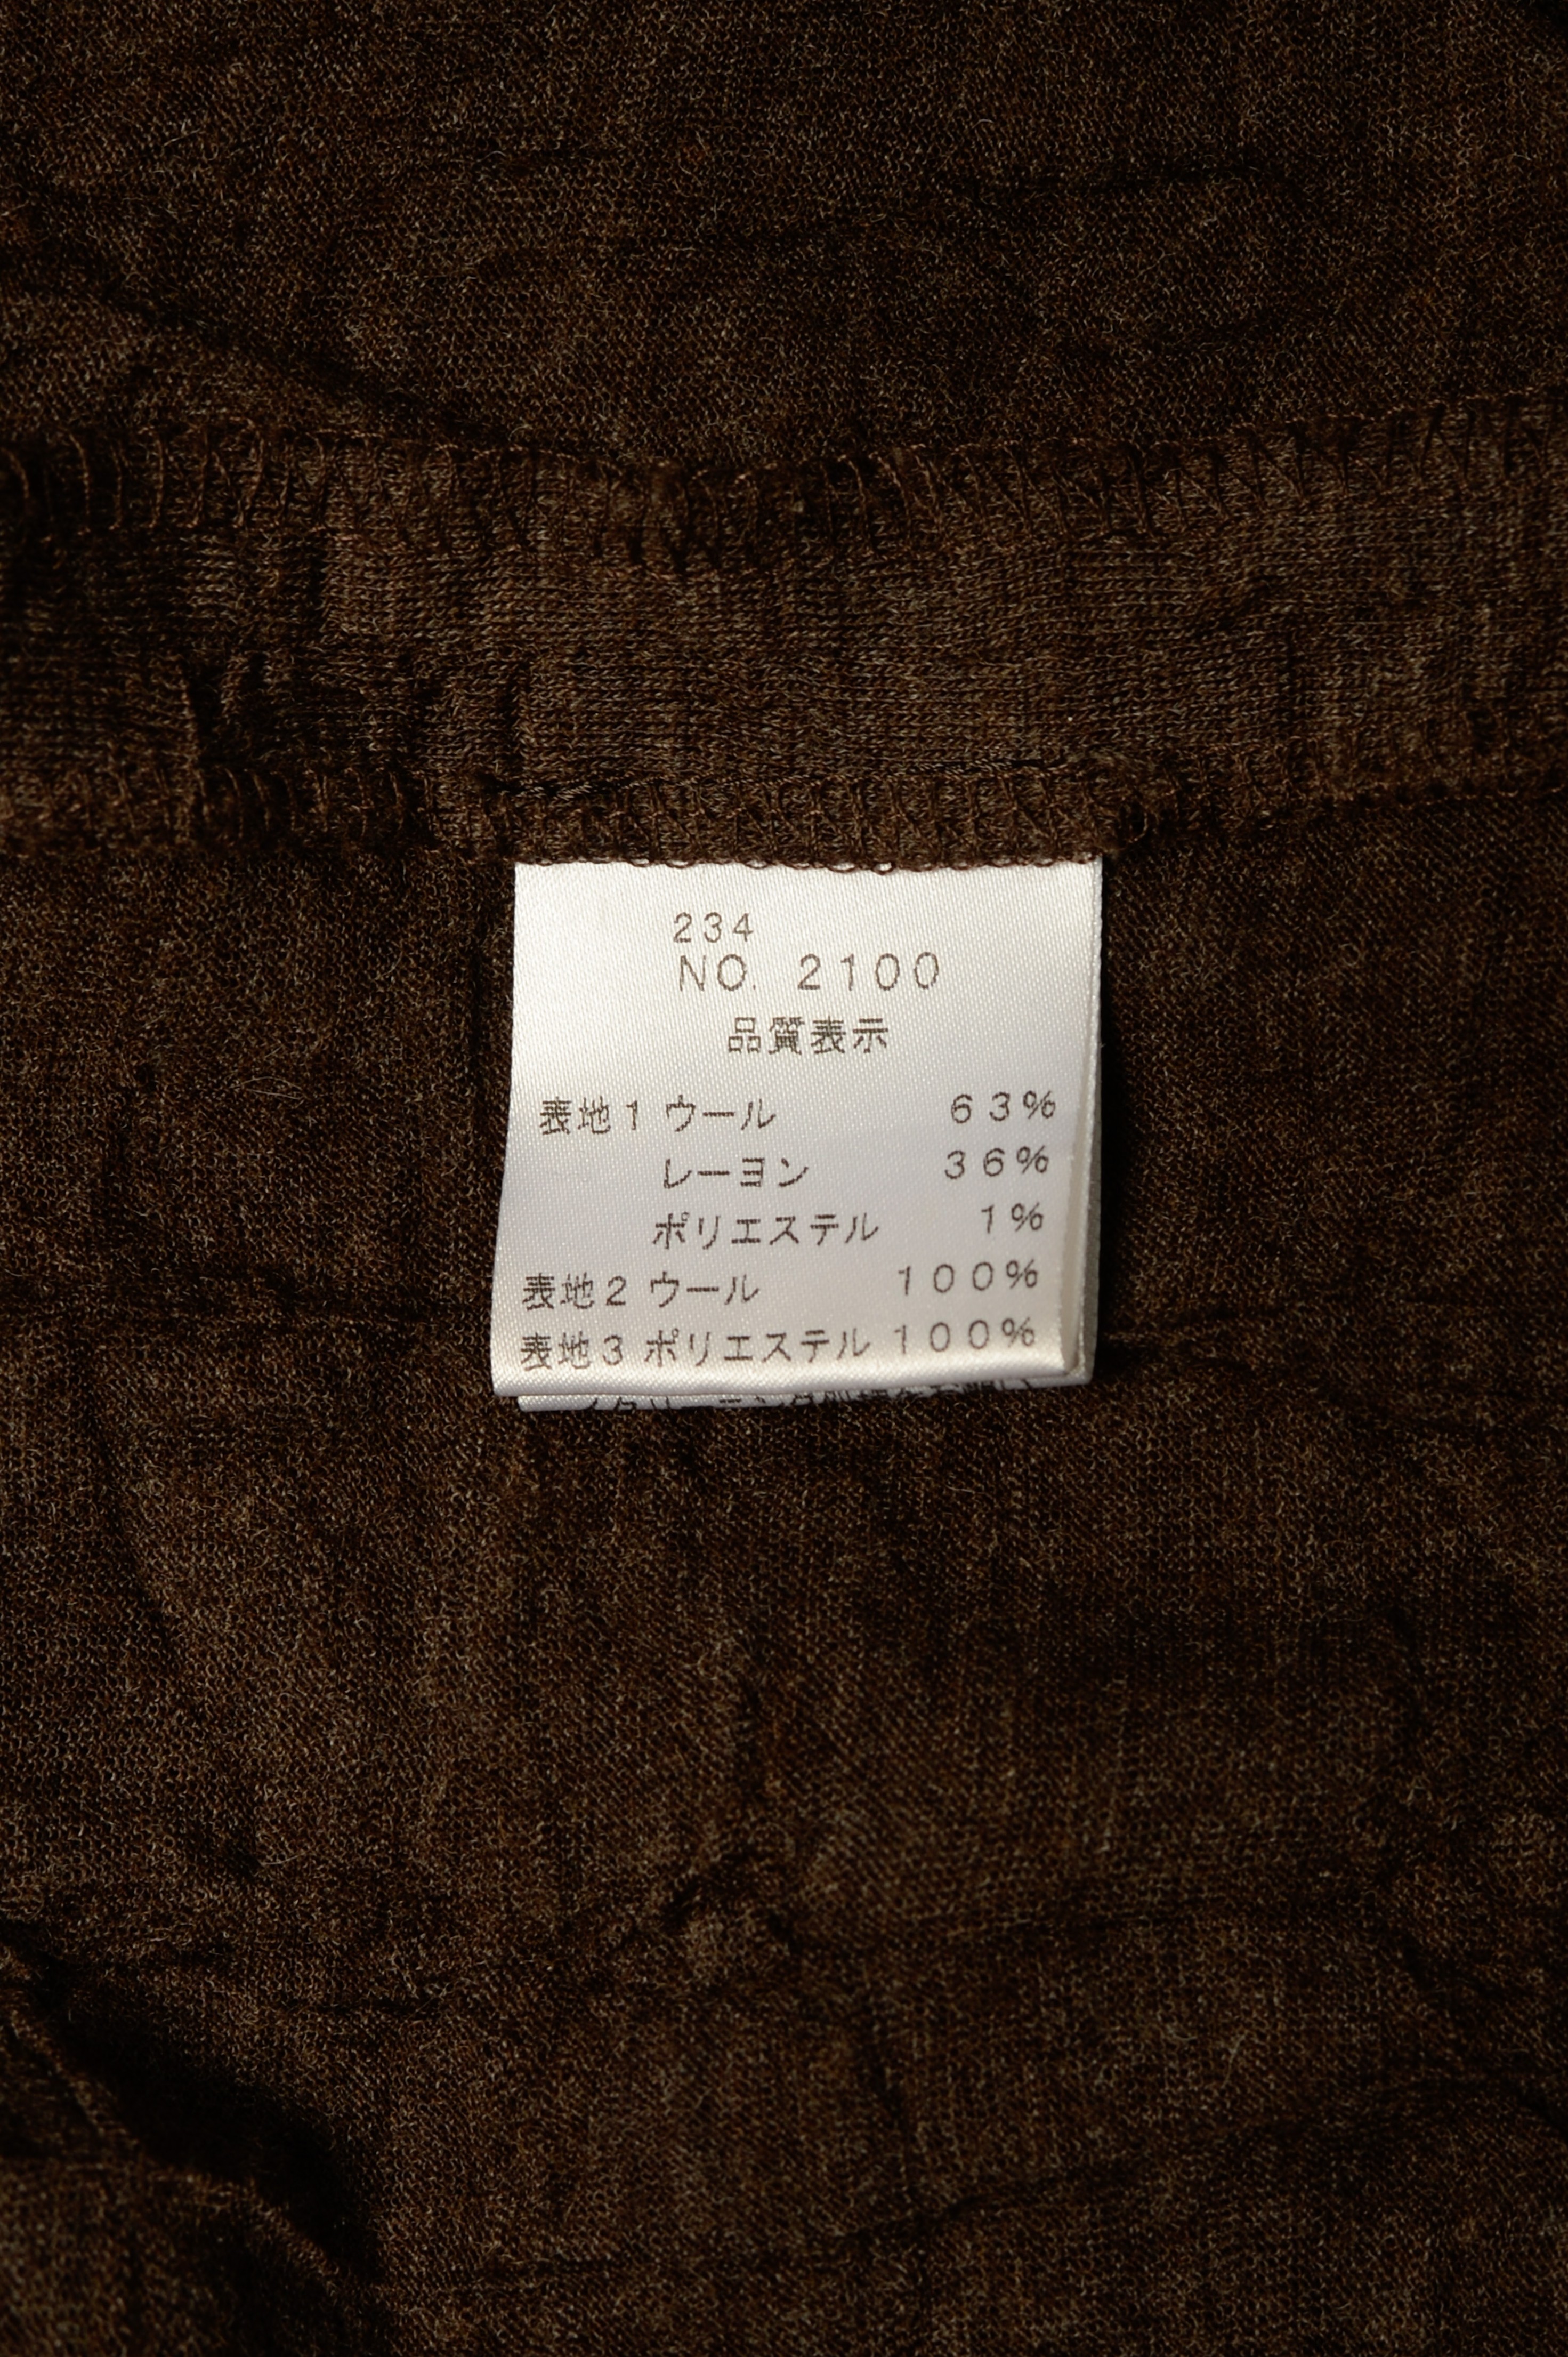 234
NO. 2100
品質表示
表地1 ウール 63%
レーヨン 36%
ポリエステル 1%
表地2 ウール 100%
表地3 ポリエステル 100%